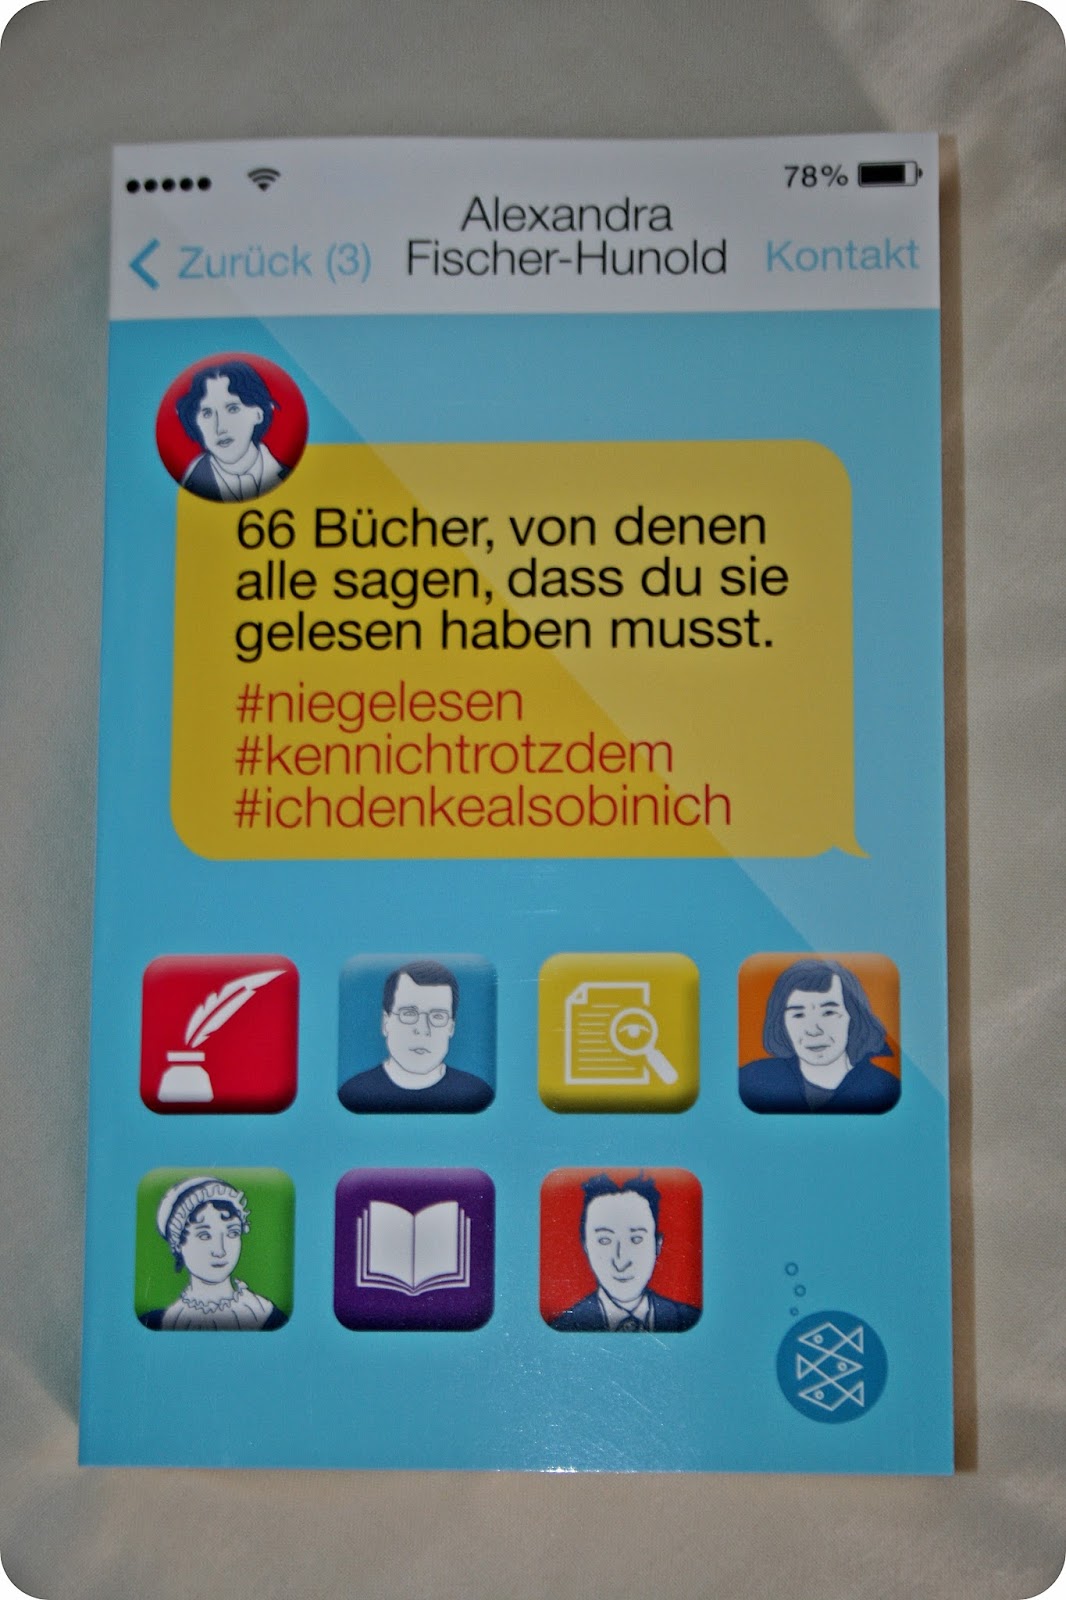 78%
Alexandra
Zurück (3) Fischer-Hunold Kontakt
66 Bücher, von denen
alle sagen, dass du sie
gelesen haben musst.
#niegelesen
#kennichtrotzdem
#ichdenkealsobinich